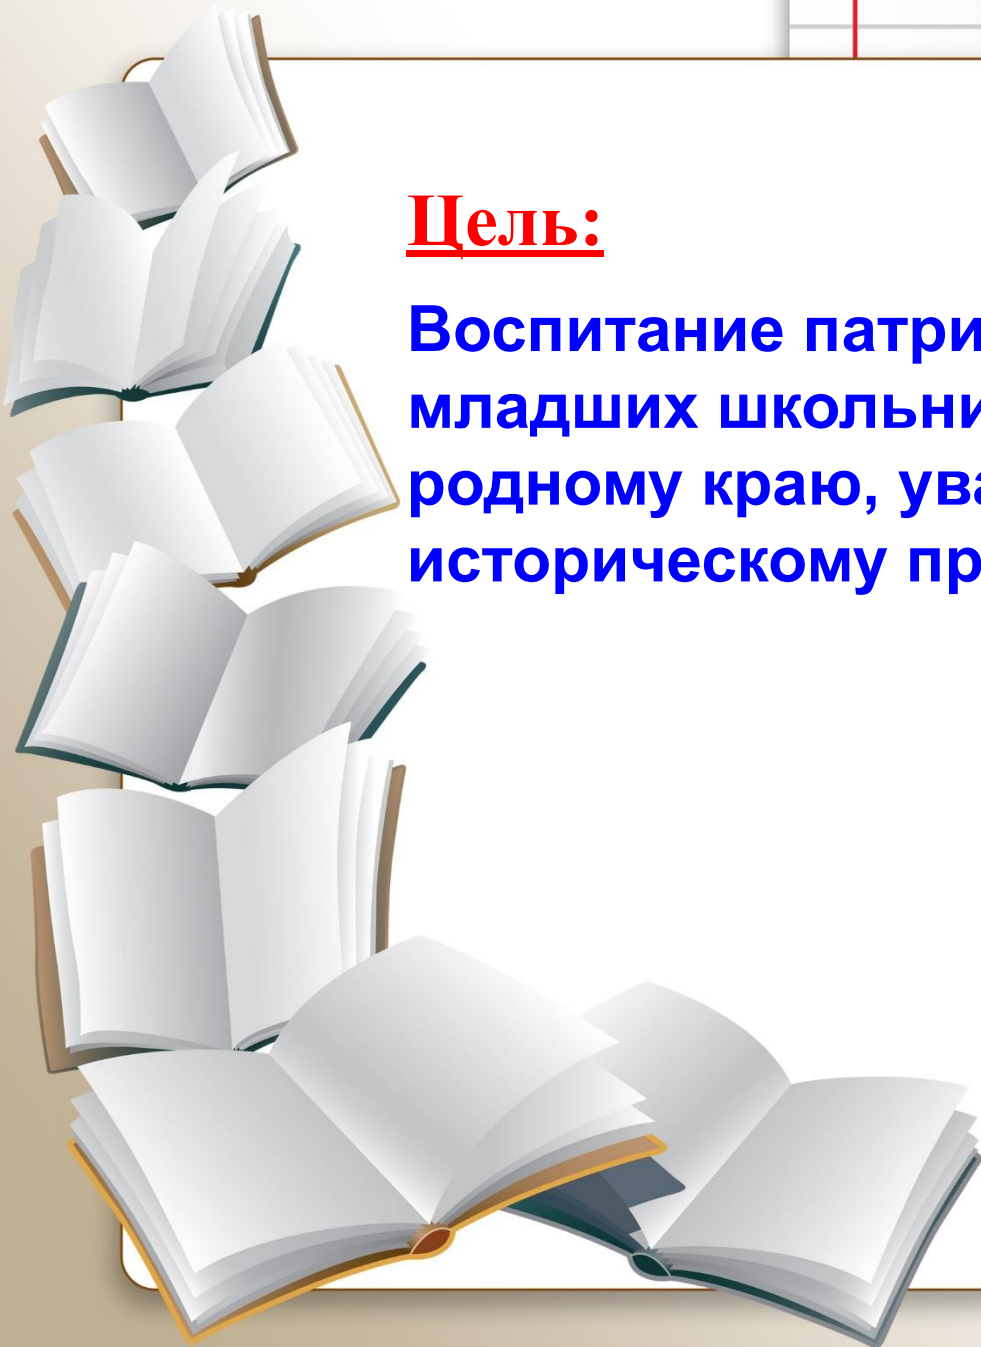 Цель:
Воспитание патри
младших школьни
родному краю, ува
историческому пр